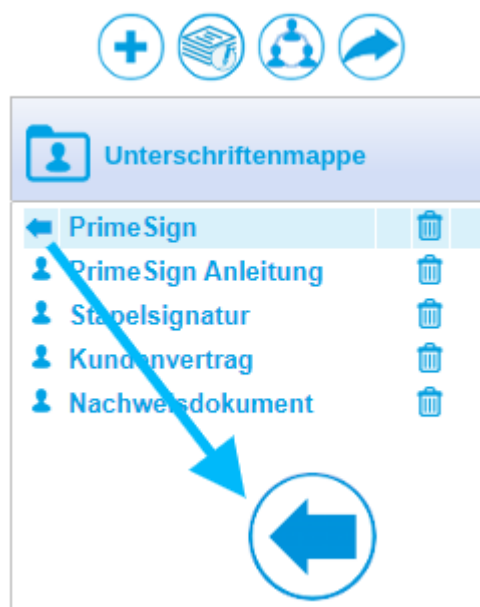 Unterschriftenmappe
PrimeSign
PrimeSign Anleitung
Stapelsignatur
Kundenvertrag
Nachweisdokument